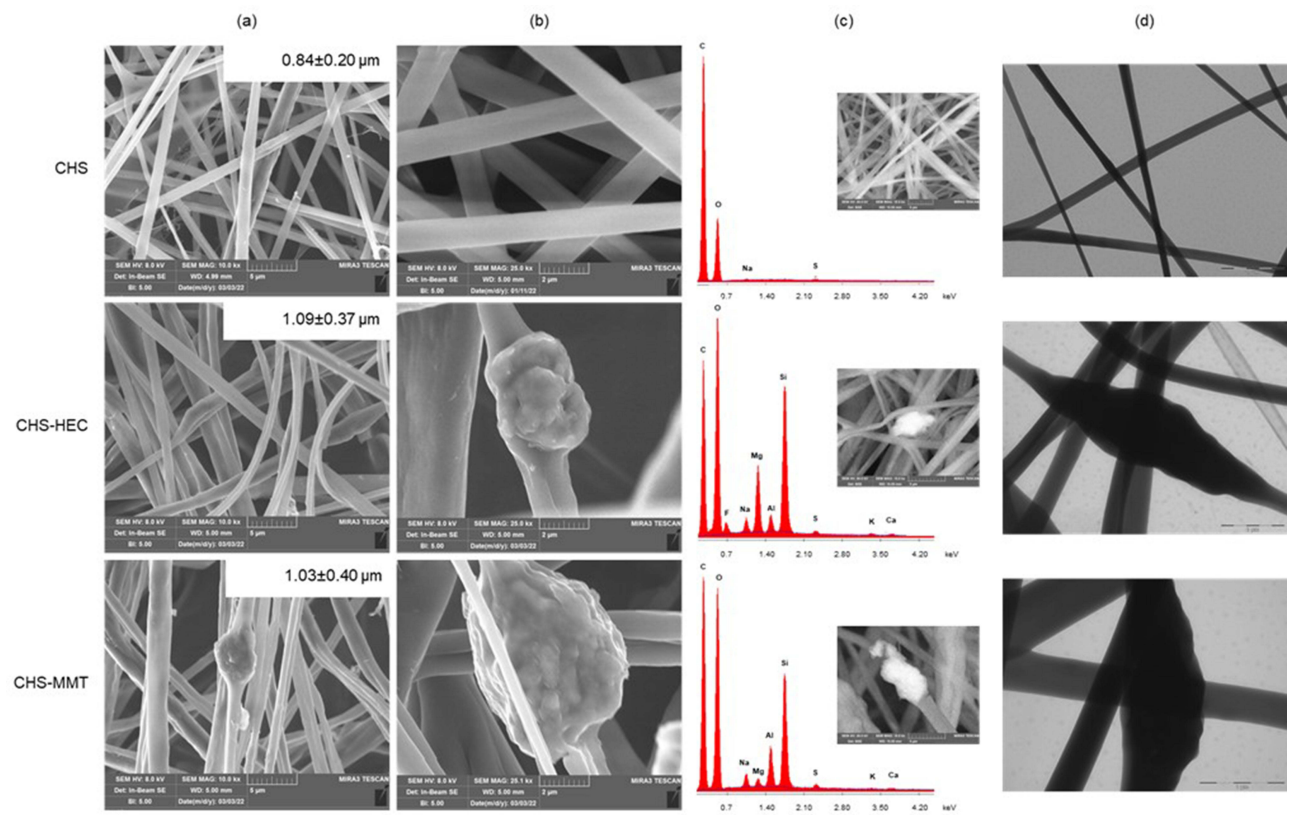 (a) (b) (c) (d)
CHS
0.84±0.20 µm
SEM HV: 8.0 kV SEM MAG: 10.0 kx
Det: In-Beam SE WD: 4.99 mm 5 µm
BI: 5.00 Date(m/d/y): 03/03/22
SEM HV: 8.0 kV SEM MAG: 25.0 kx MIRA3 TESCAN
Det: In-Beam SE WD: 5.00 mm 2 µm
BI: 5.00 Date(m/d/y): 01/11/22
C
O
Na S
0.7 1.40 2.10 2.80 3.50 4.20 keV
CHS-HEC
1.09±0.37 µm
SEM HV: 8.0 kV SEM MAG: 10.0 kx
Det: In-Beam SE WD: 5.00 mm 5 µm
BI: 5.00 Date(m/d/y): 03/03/22
SEM HV: 8.0 kV SEM MAG: 25.0 kx
Det: In-Beam SE WD: 5.00 mm 2 µm
BI: 5.00 Date(m/d/y): 03/03/22
O
C
Si
Mg
F Na Al S K Ca
0.7 1.40 2.10 2.80 3.50 4.20 keV
CHS-MMT
1.03±0.40 µm
SEM HV: 8.0 kV SEM MAG: 10.0 kx MIRA3 TESCAN
Det: In-Beam SE WD: 5.00 mm 5 µm
BI: 5.00 Date(m/d/y): 03/03/22
SEM HV: 8.0 kV SEM MAG: 25.1 kx MIRA3 TESCAN
Det: In-Beam SE WD: 5.00 mm 2 µm
BI: 5.00 Date(m/d/y): 03/03/22
C
O
Si
Al
Na Mg S K Ca
0.7 1.40 2.10 2.80 3.50 4.20 keV